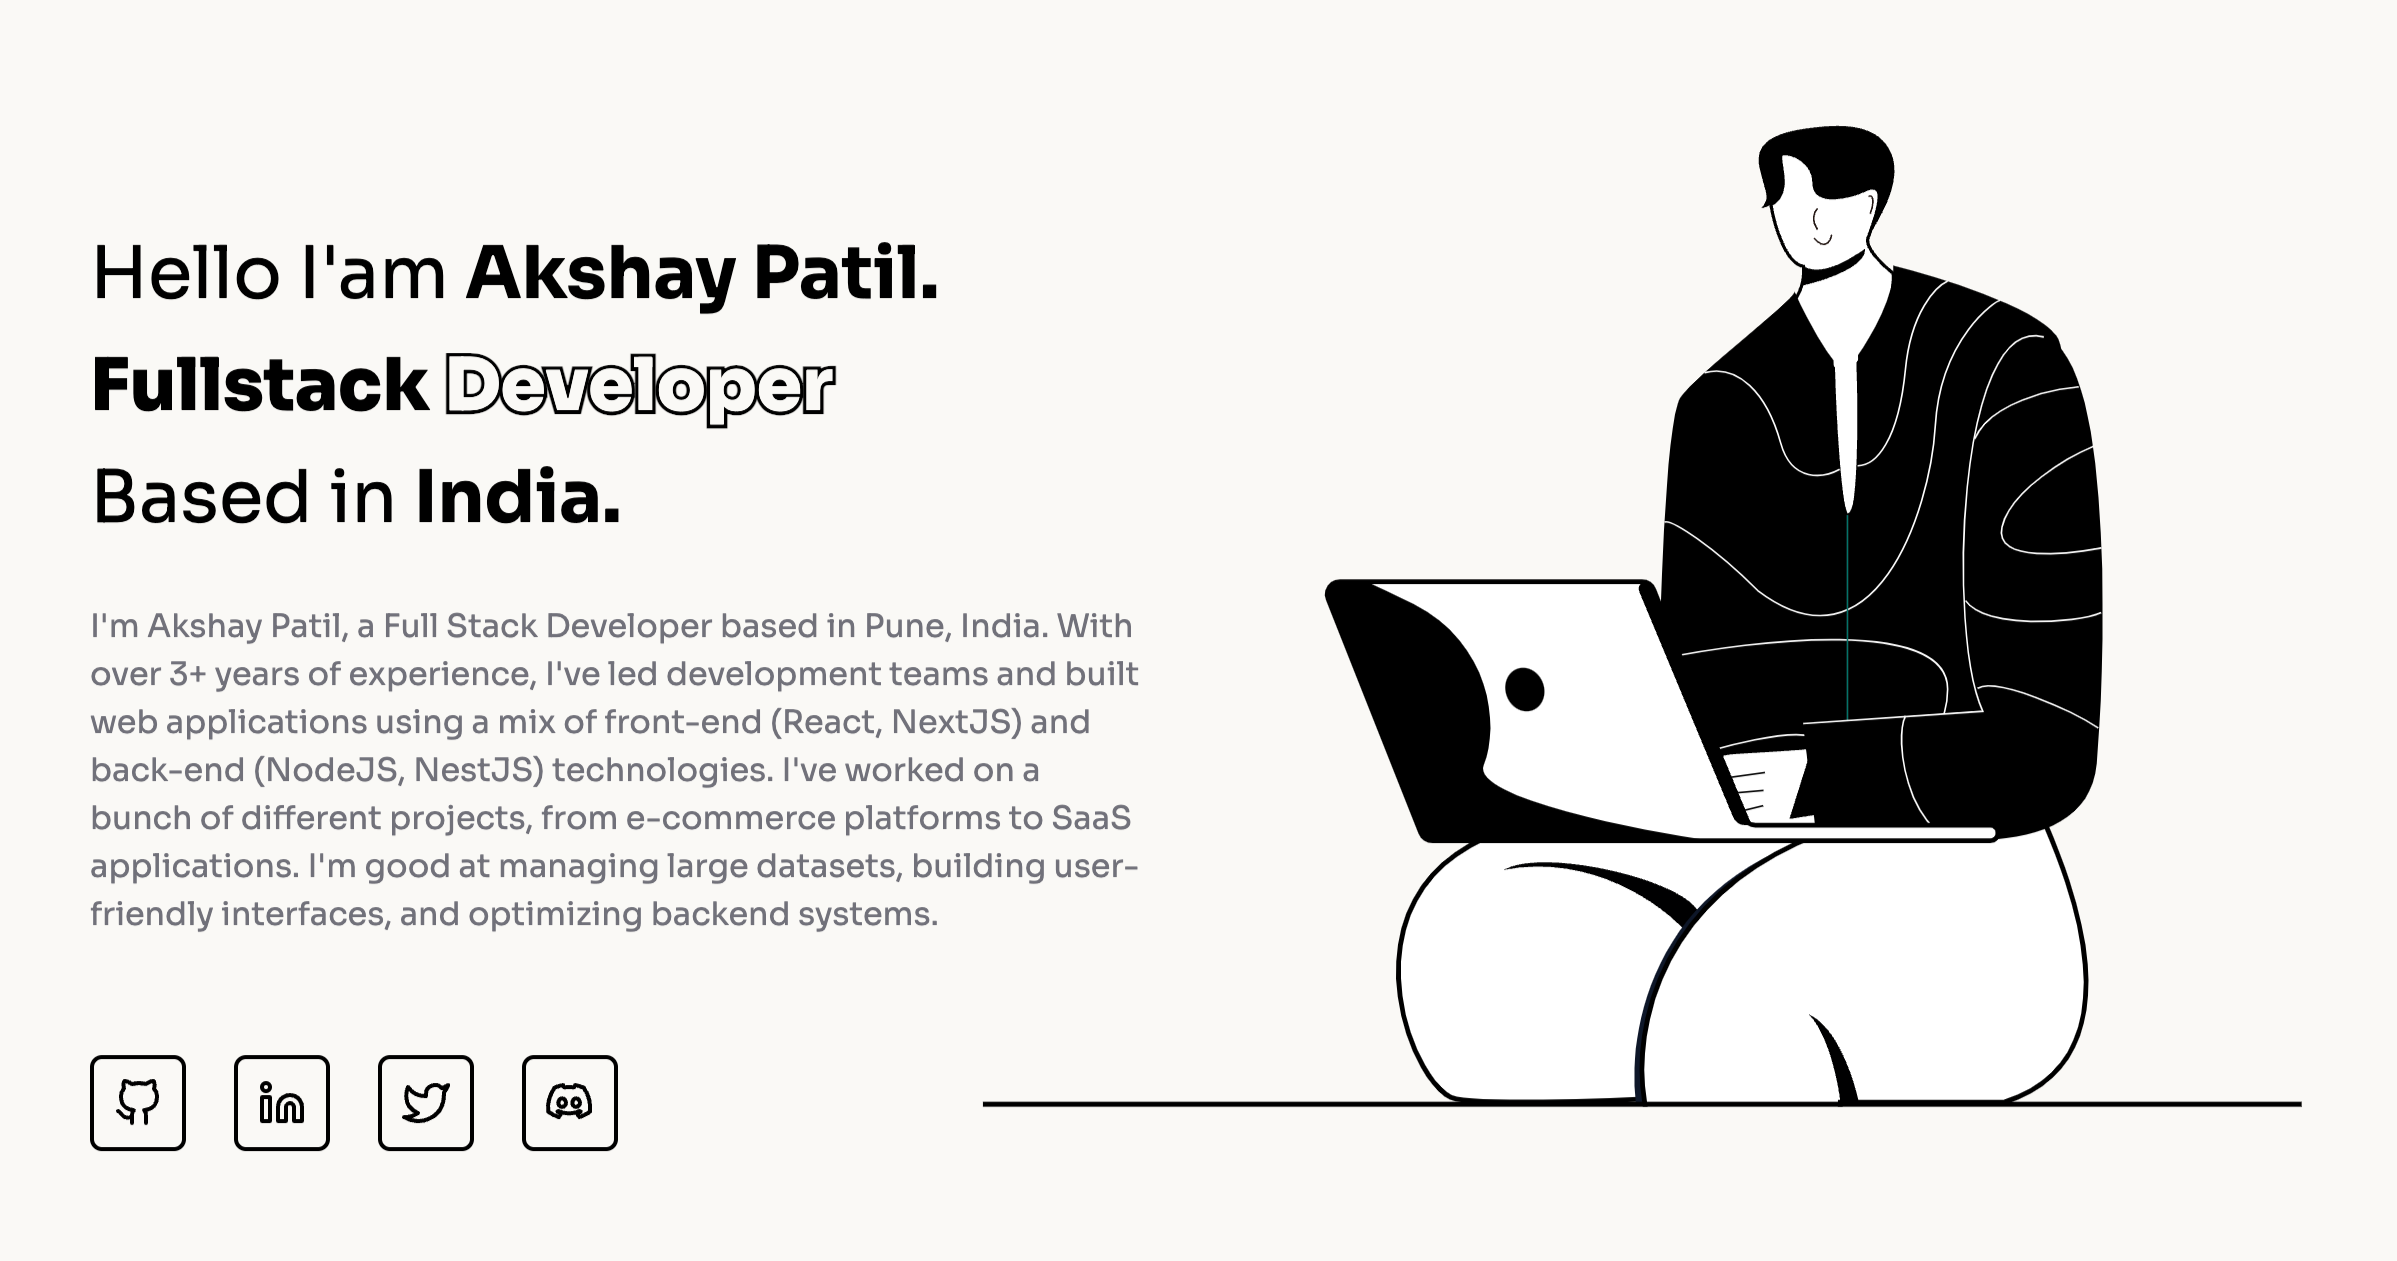 Hello I'am Akshay Patil.
Fullstack Developer
Based in India.
I'm Akshay Patil, a Full Stack Developer based in Pune, India. With
over 3+ years of experience, I've led development teams and built
web applications using a mix of front-end (React, NextJS) and
back-end (NodeJS, NestJS) technologies. I've worked on a
bunch of different projects, from e-commerce platforms to SaaS
applications. I'm good at managing large datasets, building user-
friendly interfaces, and optimizing backend systems.